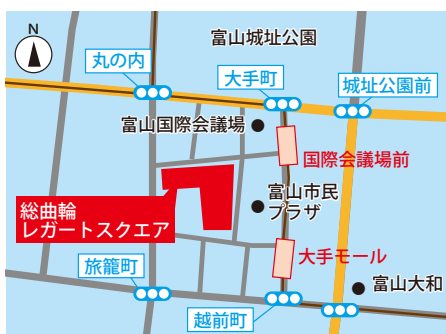 N
富山城址公園
丸の内
大手町
城址公園前
富山国際会議場
国際会議場前
富山市民
プラザ
総曲輪
レガートスクエア
大手モール
旅籠町
富山大和
越前町